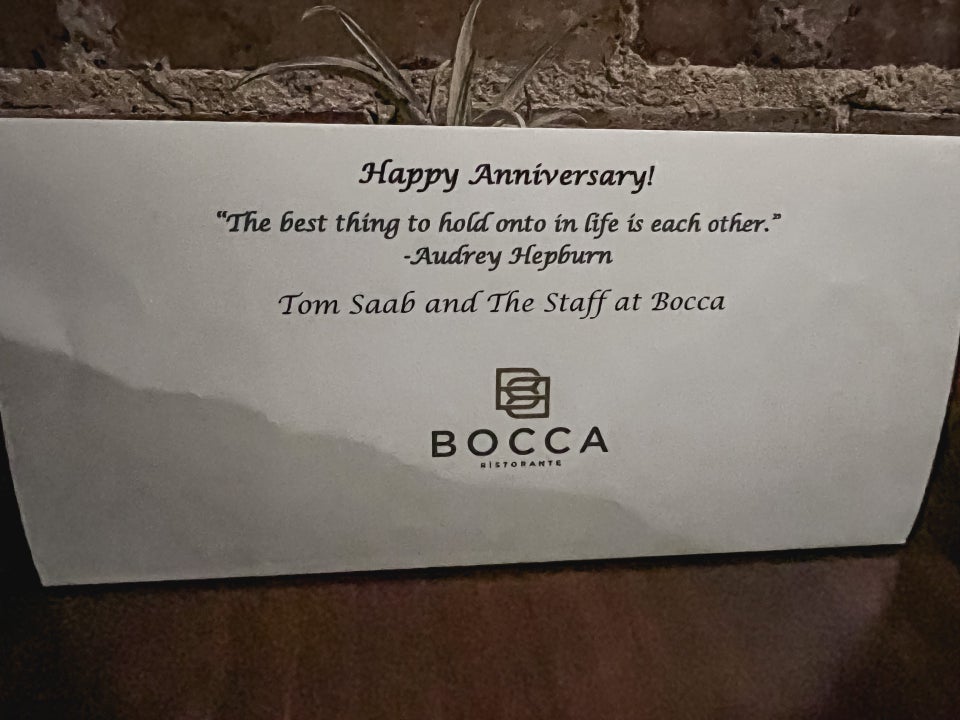 Happy Anniversary!
“The best thing to hold onto in life is each other.”
-Audrey Hepburn
Tom Saab and The Staff at Bocca
BOCCA
RISTORANTE